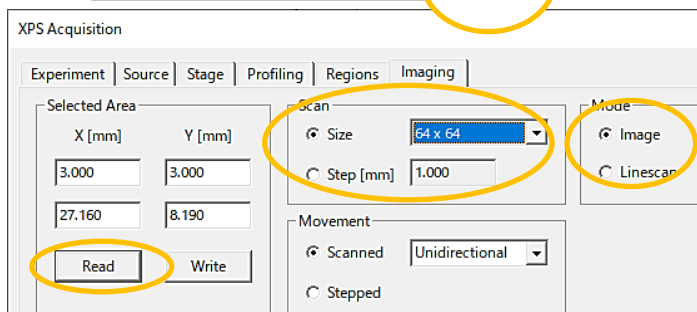 XPS Acquisition
Experiment Source Stage Profiling Regions Imaging
Selected Area
X [mm] Y [mm]
3.000 3.000
27.160 8.190
Read Write
Scan
Size 64 x 64
Step [mm] 1.000
Movement
Scanned Unidirectional
Stepped
Mode
Image
Linescan